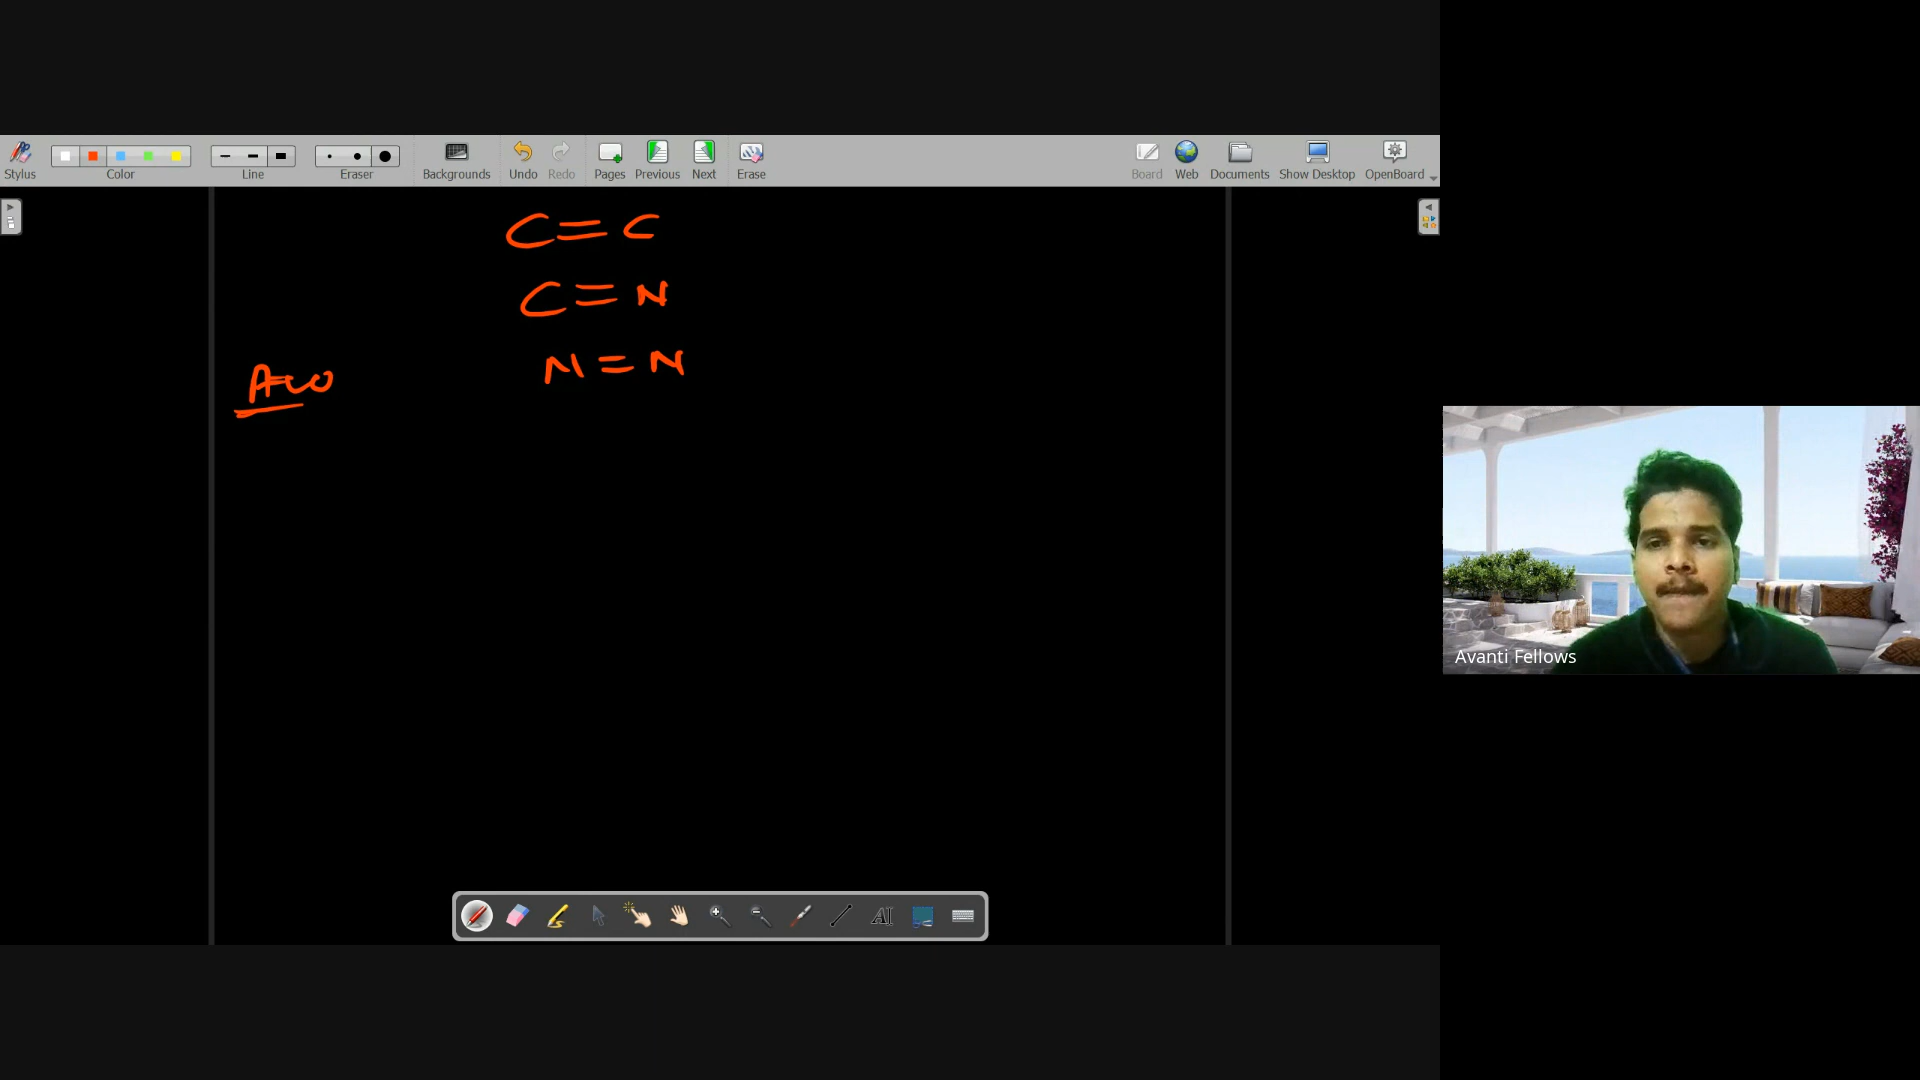 Stylus
Color
Line
Eraser
Backgrounds
Undo
Redo
Pages
Previous
Next
Erase
Board
Web
Documents
Show Desktop
OpenBoard
C=C
C=N
N=N
AI
Avanti Fellows